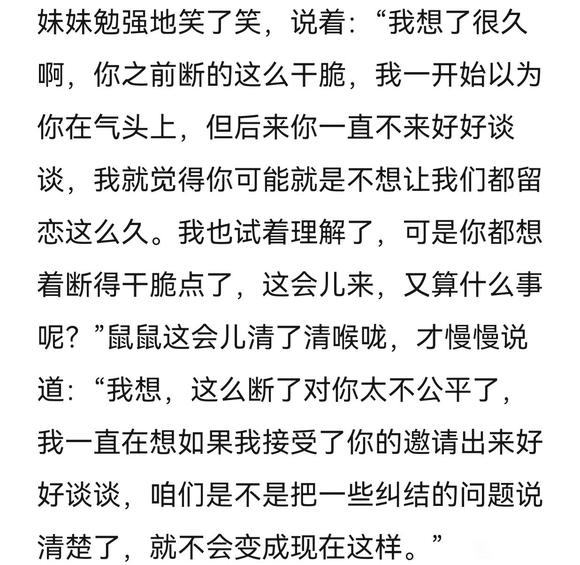 妹妹勉强地笑了笑，说着：“我想了很久
啊，你之前断的这么干脆，我一开始以为
你在气头上，但后来你一直不来好好谈
谈，我就觉得你可能就是不想让我们都留
恋这么久。我也试着理解了，可是你都想
着断得干脆点了，这会儿来，又算什么事
呢？”鼠鼠这会儿清了清喉咙，才慢慢说
道：“我想，这么断了对你太不公平了，
我一直在想如果我接受了你的邀请出来好
好谈谈，咱们是不是把一些纠结的问题说
清楚了，就不会变成现在这样。”